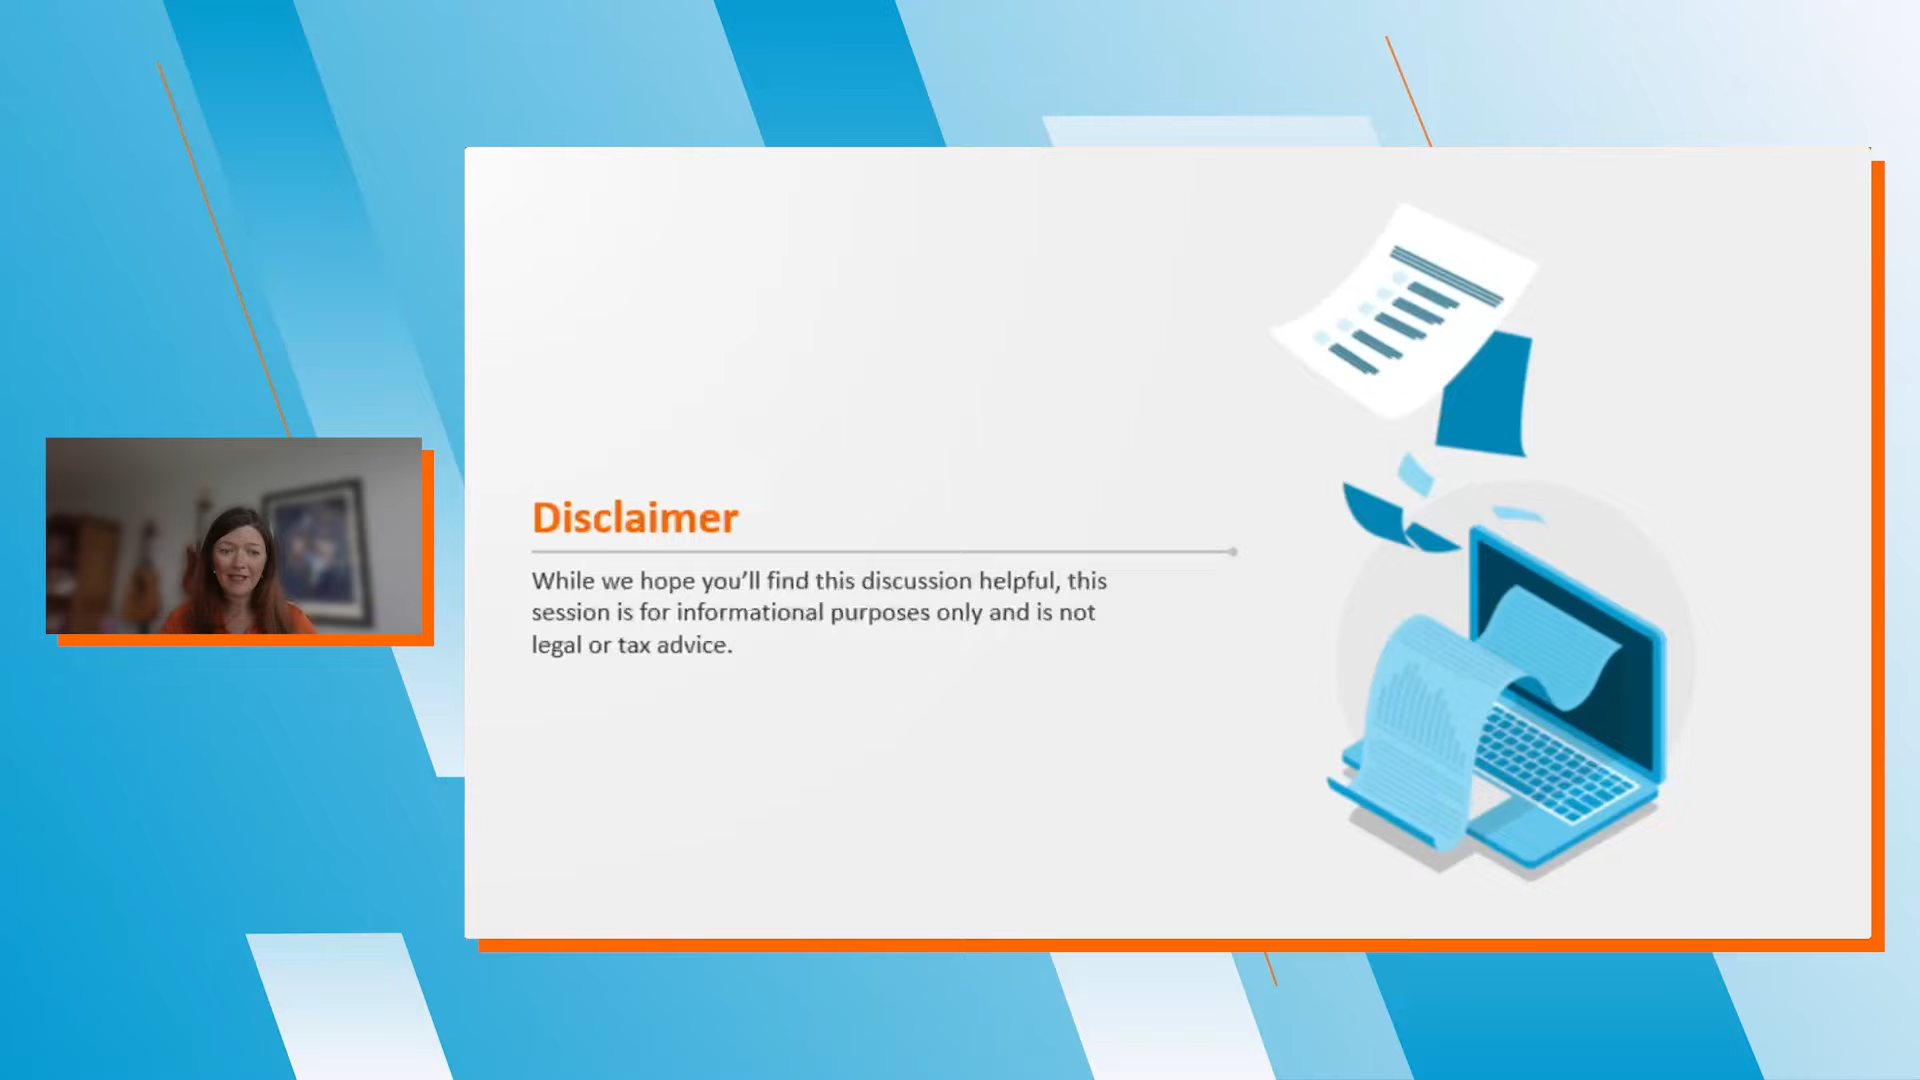 Disclaimer
While we hope you’ll find this discussion helpful, this
session is for informational purposes only and is not
legal or tax advice.